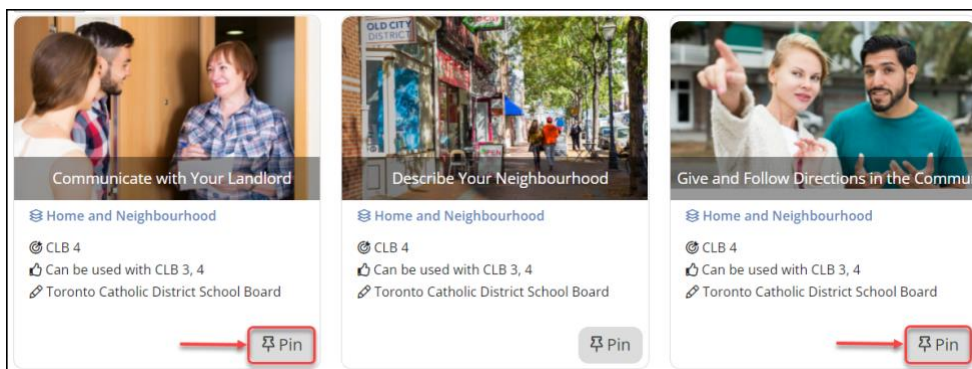 OLD CITY
DISTRICT
Communicate with Your Landlord
Home and Neighbourhood
CLB 4
Can be used with CLB 3, 4
Toronto Catholic District School Board
Pin
Describe Your Neighbourhood
Home and Neighbourhood
CLB 4
Can be used with CLB 3, 4
Toronto Catholic District School Board
Pin
Give and Follow Directions in the Commu
Home and Neighbourhood
CLB 4
Can be used with CLB 3, 4
Toronto Catholic District School Board
Pin